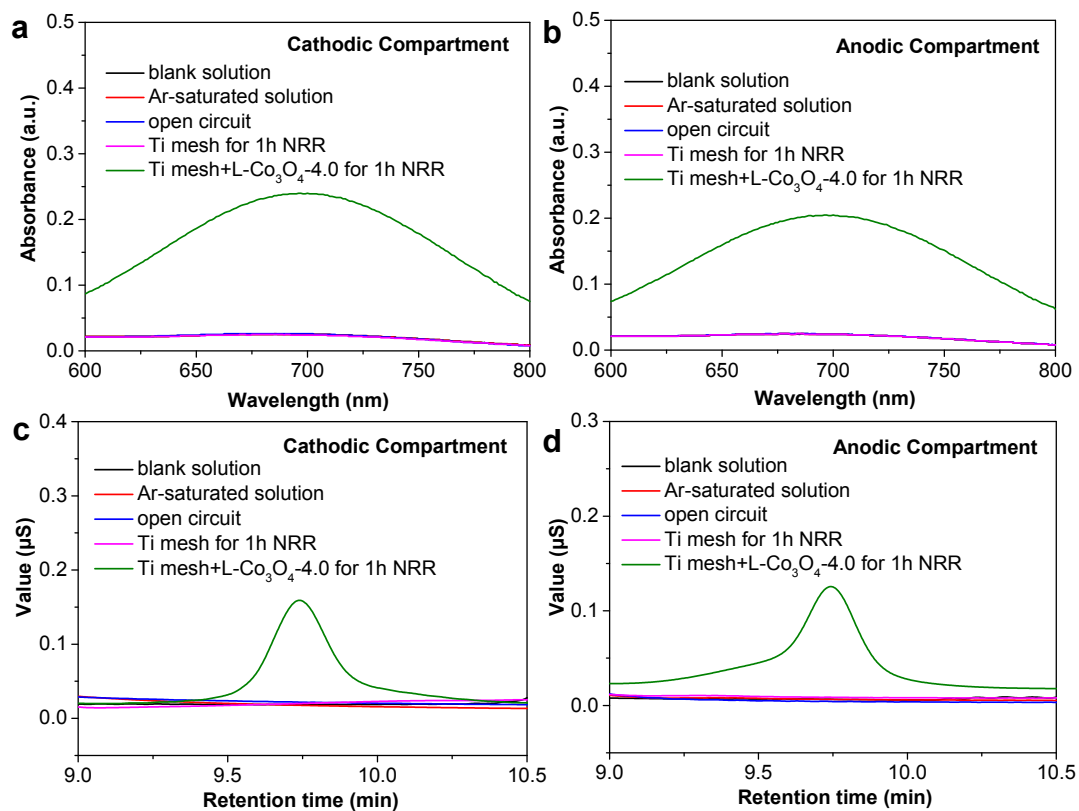 a
Cathodic Compartment
blank solution
Ar-saturated solution
open circuit
Ti mesh for 1h NRR
Ti mesh+L-Co₃O₄-4.0 for 1h NRR
Absorbance (a.u.)
0.5
0.4
0.3
0.2
0.1
0.0
600 650 700 750 800
Wavelength (nm)
b
Anodic Compartment
blank solution
Ar-saturated solution
open circuit
Ti mesh for 1h NRR
Ti mesh+L-Co₃O₄-4.0 for 1h NRR
Absorbance (a.u.)
0.5
0.4
0.3
0.2
0.1
0.0
600 650 700 750 800
Wavelength (nm)
c
Cathodic Compartment
blank solution
Ar-saturated solution
open circuit
Ti mesh for 1h NRR
Ti mesh+L-Co₃O₄-4.0 for 1h NRR
Value (µS)
0.4
0.3
0.2
0.1
0.0
9.0 9.5 10.0 10.5
Retention time (min)
d
Anodic Compartment
blank solution
Ar-saturated solution
open circuit
Ti mesh for 1h NRR
Ti mesh+L-Co₃O₄-4.0 for 1h NRR
Value (µS)
0.3
0.2
0.1
0.0
9.0 9.5 10.0 10.5
Retention time (min)